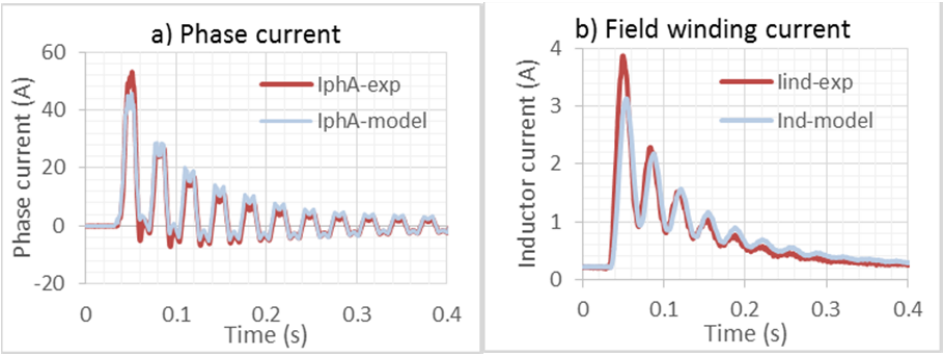 a) Phase current
Phase current (A)
60
40
20
0
-20
IphA-exp
IphA-model
0 0.1 0.2 0.3 0.4
Time (s)
b) Field winding current
Inductor current (A)
4
3
2
1
0
Iind-exp
Ind-model
0 0.1 0.2 0.3 0.4
Time (s)